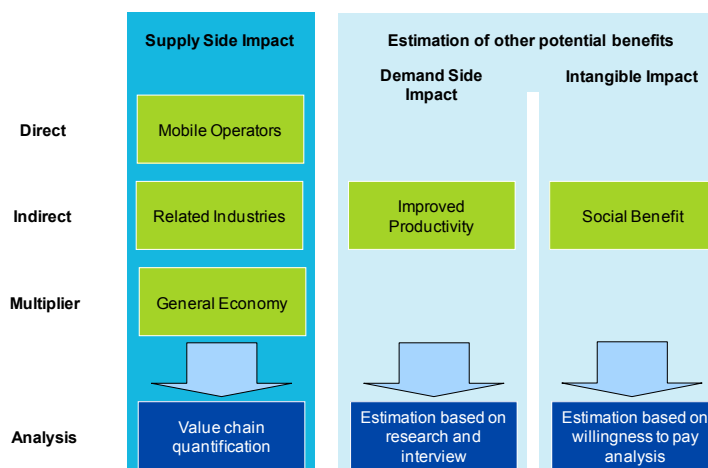 Supply Side Impact
Estimation of other potential benefits
Demand Side
Impact
Intangible Impact
Direct
Mobile Operators
Indirect
Related Industries
Improved
Productivity
Social Benefit
Multiplier
General Economy
Analysis
Value chain
quantification
Estimation based on
research and
interview
Estimation based on
willingness to pay
analysis